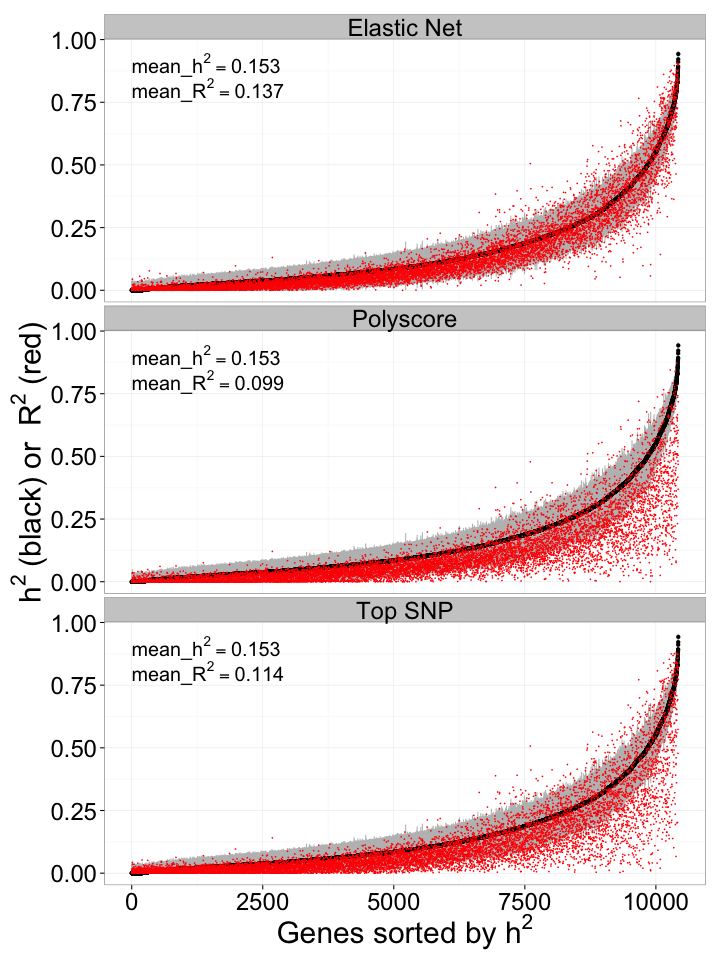 Elastic Net
1.00
mean_h² = 0.153
mean_R² = 0.137
0.75
0.50
0.25
0.00
Polyscore
1.00
mean_h² = 0.153
mean_R² = 0.099
0.75
0.50
0.25
0.00
Top SNP
1.00
mean_h² = 0.153
mean_R² = 0.114
0.75
0.50
0.25
0.00
h² (black) or R² (red)
0 2500 5000 7500 10000
Genes sorted by h²